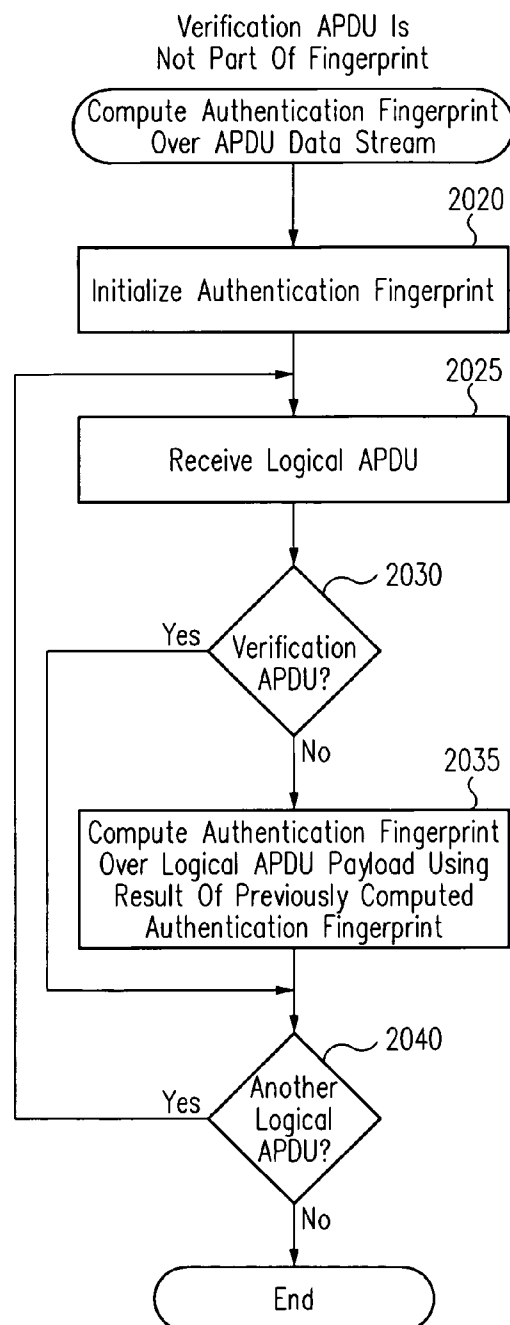 Verification APDU Is
Not Part Of Fingerprint
Compute Authentication Fingerprint
Over APDU Data Stream
2020
Initialize Authentication Fingerprint
2025
Receive Logical APDU
2030
Yes
Verification
APDU?
No
2035
Compute Authentication Fingerprint
Over Logical APDU Payload Using
Result Of Previously Computed
Authentication Fingerprint
2040
Yes
Another
Logical
APDU?
No
End